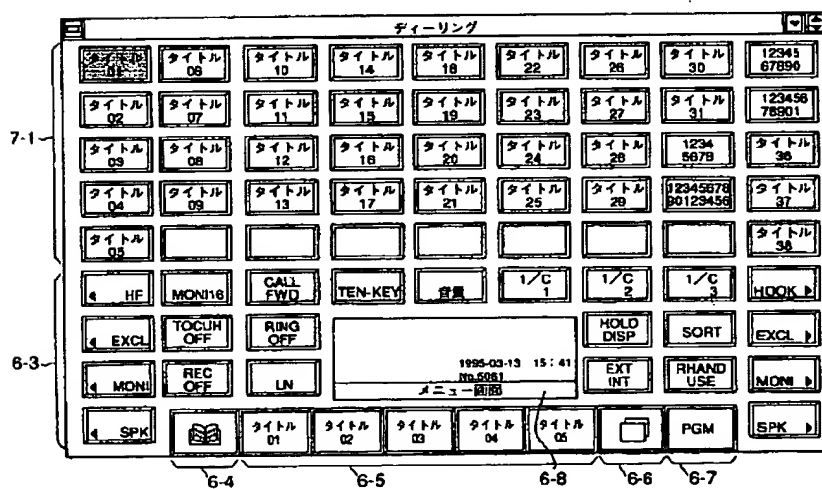 ディーリング
タイトル タイトル タイトル タイトル タイトル タイトル タイトル タイトル 12345
01 06 10 14 18 22 26 30 67890
タイトル タイトル タイトル タイトル タイトル タイトル タイトル タイトル 123456
02 07 11 15 19 23 27 31 78901
7-1
タイトル タイトル タイトル タイトル タイトル タイトル タイトル 1234 タイトル
03 08 12 16 20 24 28 5678 36
タイトル タイトル タイトル タイトル タイトル タイトル タイトル 12345678 タイトル
04 09 13 17 21 25 29 90123456 37
タイトル タイトル
05 38
HF MONI16 CALL TEN-KEY 音量 1/C 1/C 1/C HOOK
FWD 1 2 3
EXCL TOCUH RING HOLD SORT EXCL
OFF OFF DISP
6-3
1995-03-13 15:41
MONI REC LN No.5061 EXT RHAND MONI
OFF メニュー画面 INT USE
SPK タイトル タイトル タイトル タイトル タイトル PGM SPK
01 02 03 04 05
6-4 6-5 6-8 6-6 6-7